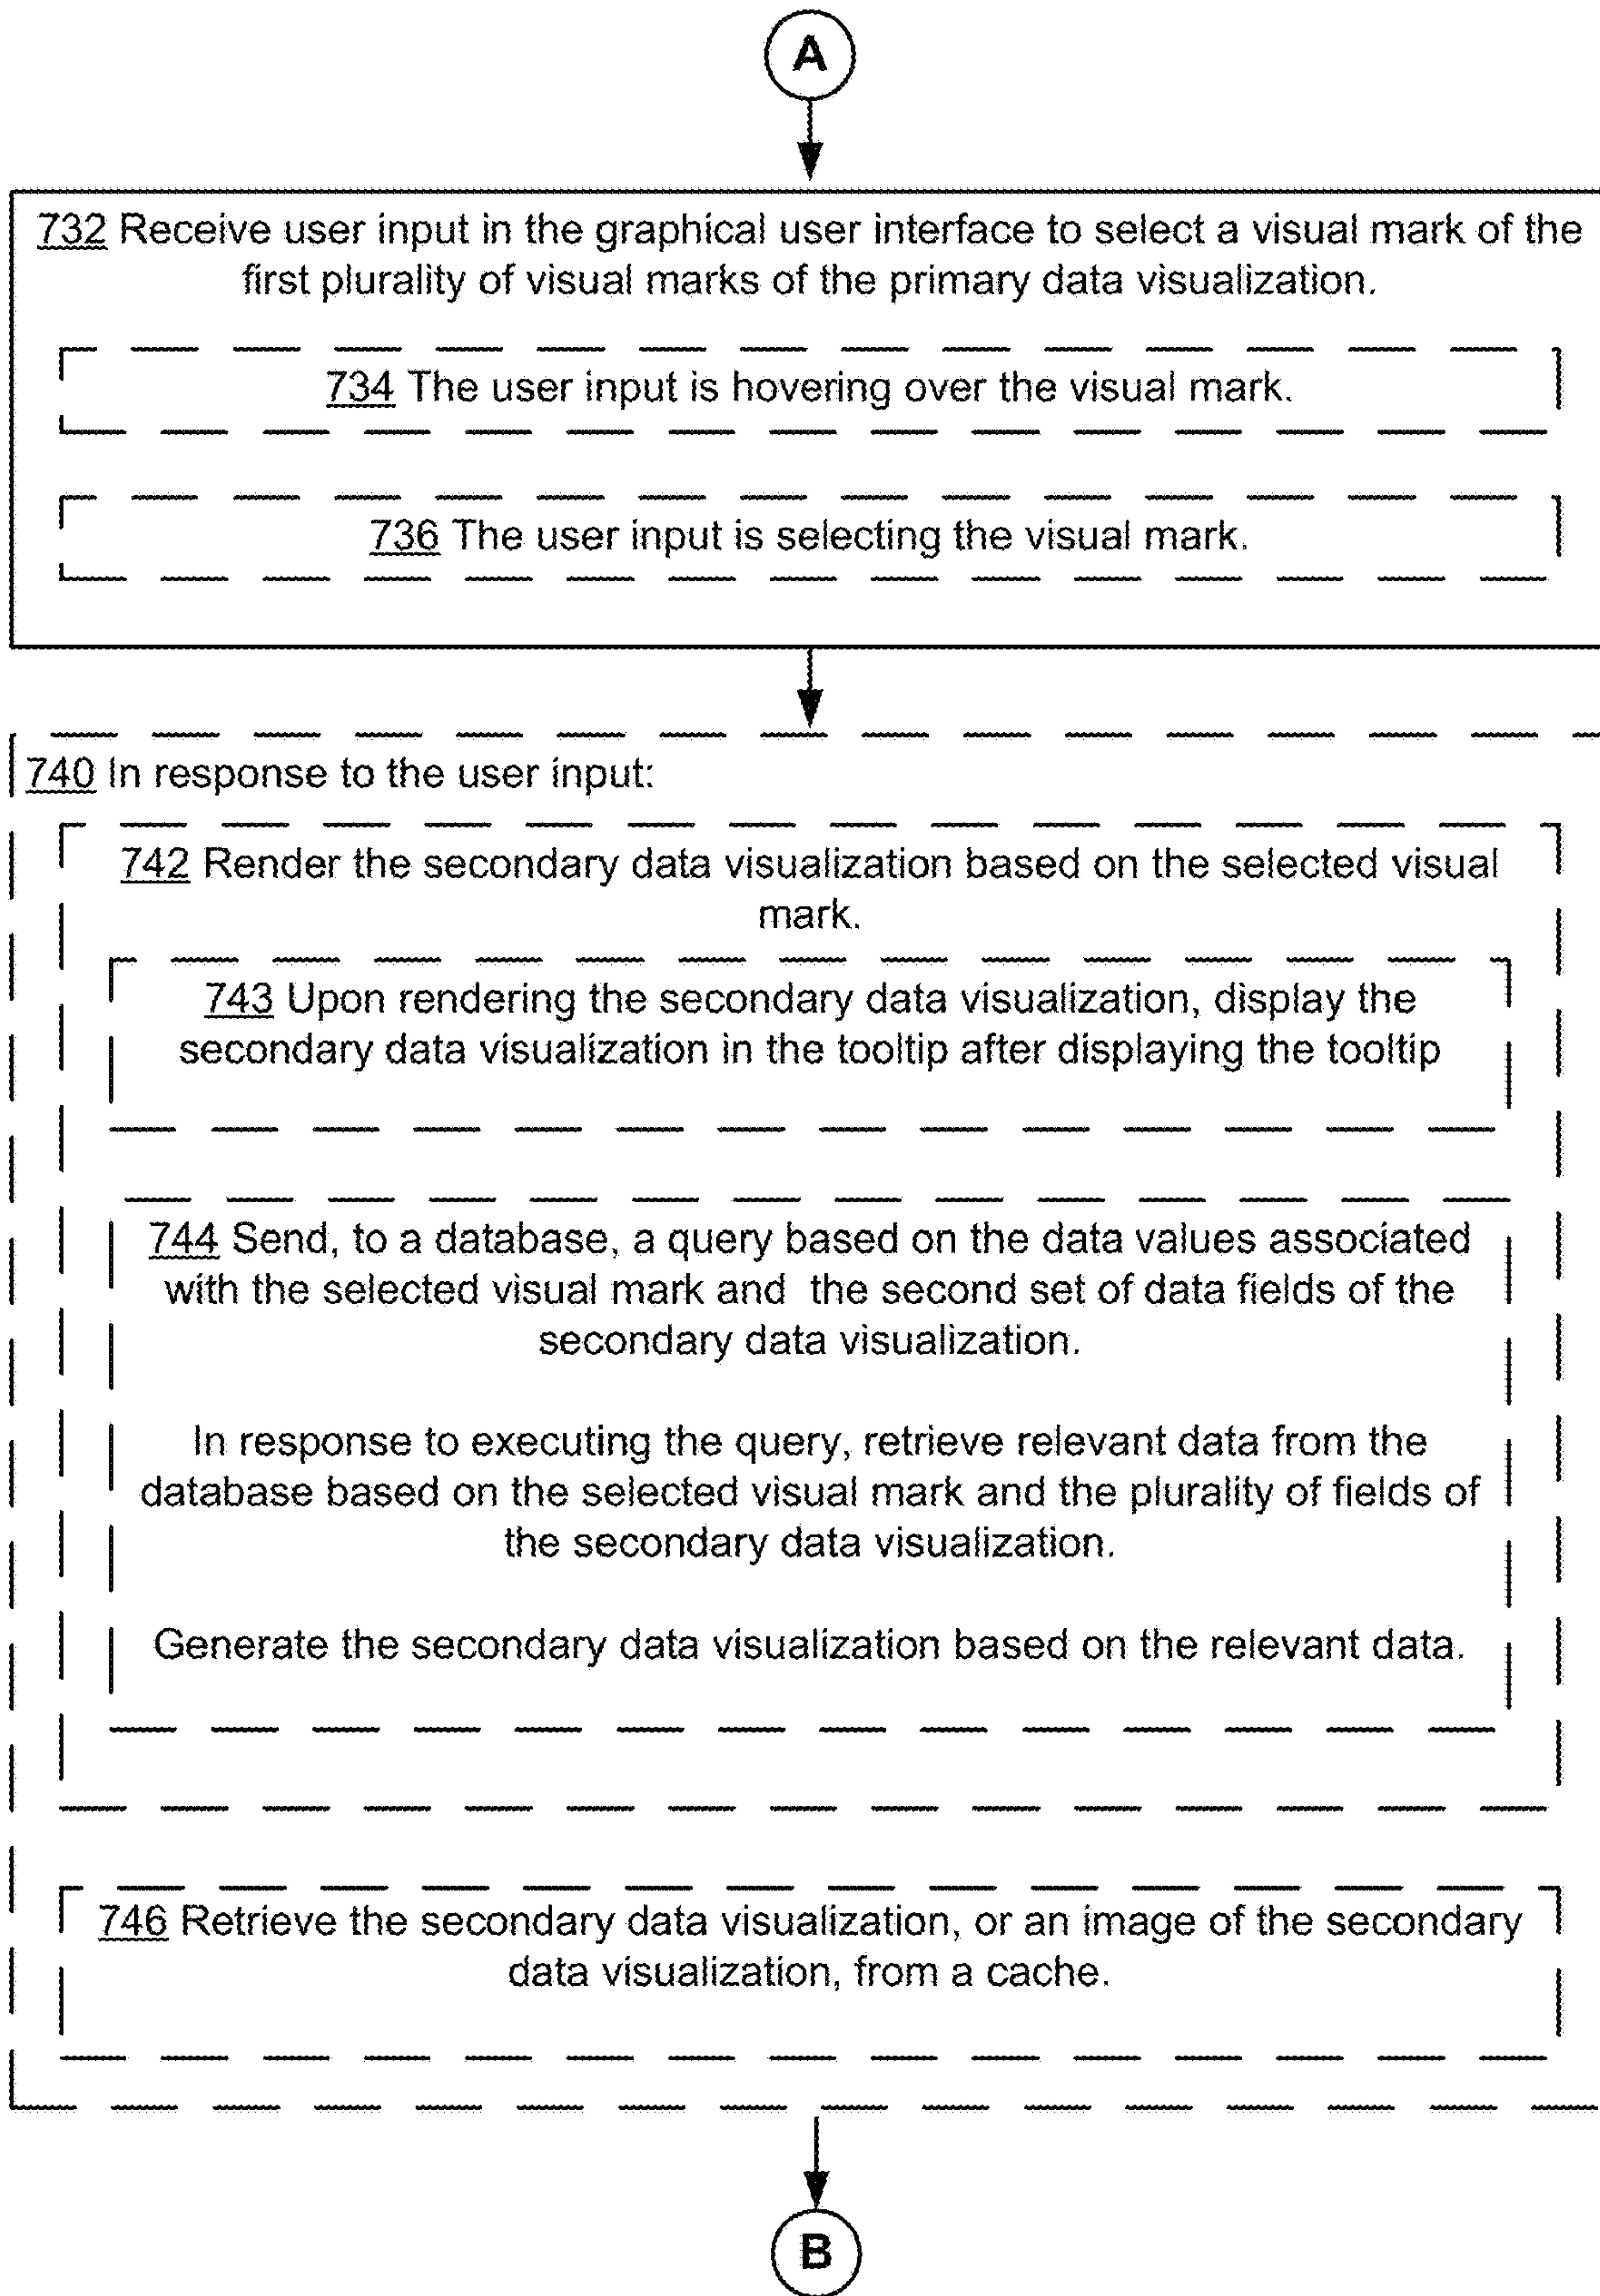 A
732 Receive user input in the graphical user interface to select a visual mark of the
first plurality of visual marks of the primary data visualization.
734 The user input is hovering over the visual mark.
736 The user input is selecting the visual mark.
740 In response to the user input:
742 Render the secondary data visualization based on the selected visual
mark.
743 Upon rendering the secondary data visualization, display the
secondary data visualization in the tooltip after displaying the tooltip
744 Send, to a database, a query based on the data values associated
with the selected visual mark and the second set of data fields of the
secondary data visualization.
In response to executing the query, retrieve relevant data from the
database based on the selected visual mark and the plurality of fields of
the secondary data visualization.
Generate the secondary data visualization based on the relevant data.
746 Retrieve the secondary data visualization, or an image of the secondary
data visualization, from a cache.
B